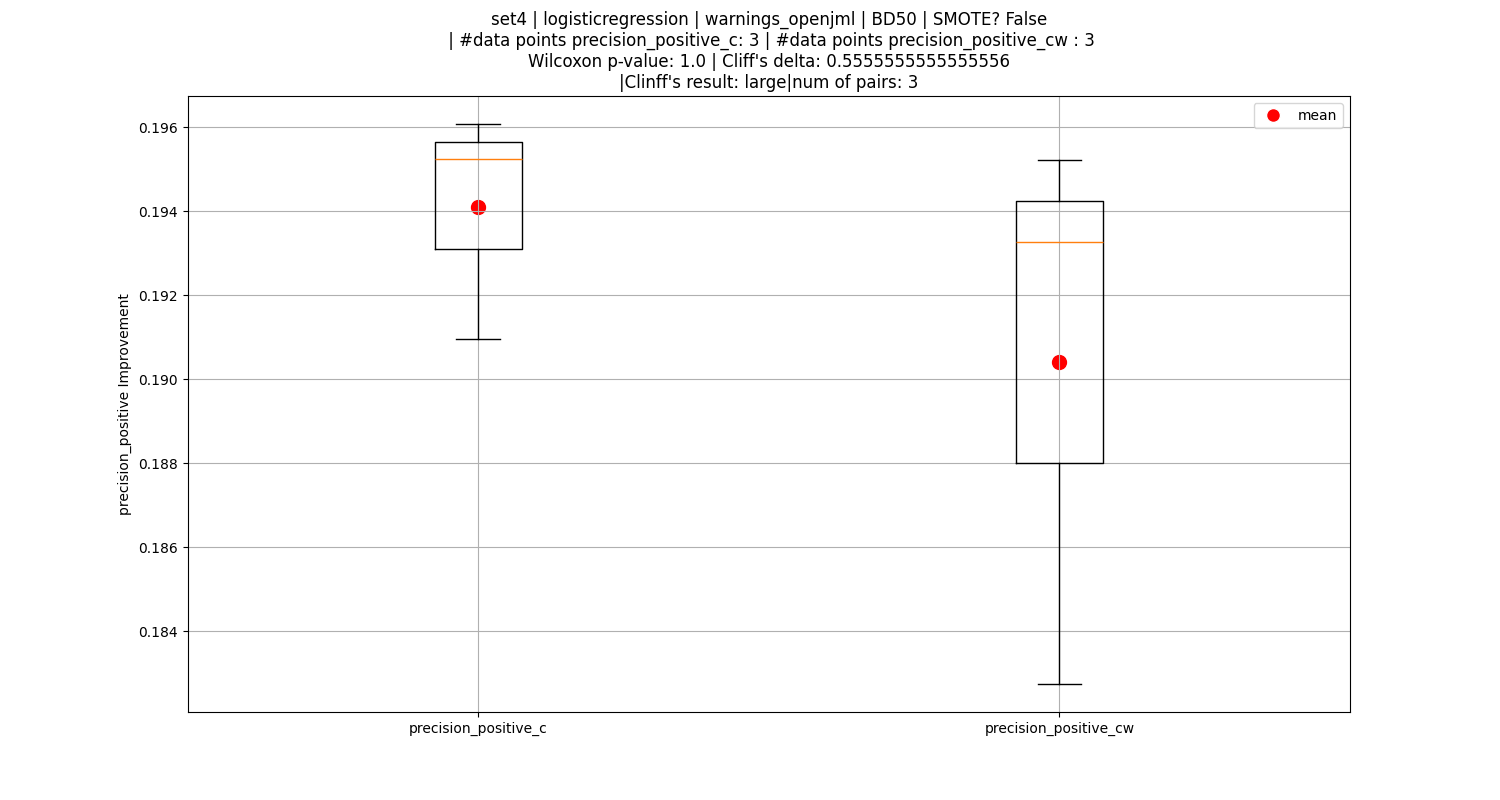 set4 | logisticregression | warnings_openjml | BD50 | SMOTE? False
| #data points precision_positive_c: 3 | #data points precision_positive_cw : 3
Wilcoxon p-value: 1.0 | Cliff's delta: 0.5555555555555556
|Clinff's result: large|num of pairs: 3
mean
0.196
0.194
0.192
0.190
0.188
0.186
0.184
precision_positive Improvement
precision_positive_c
precision_positive_cw